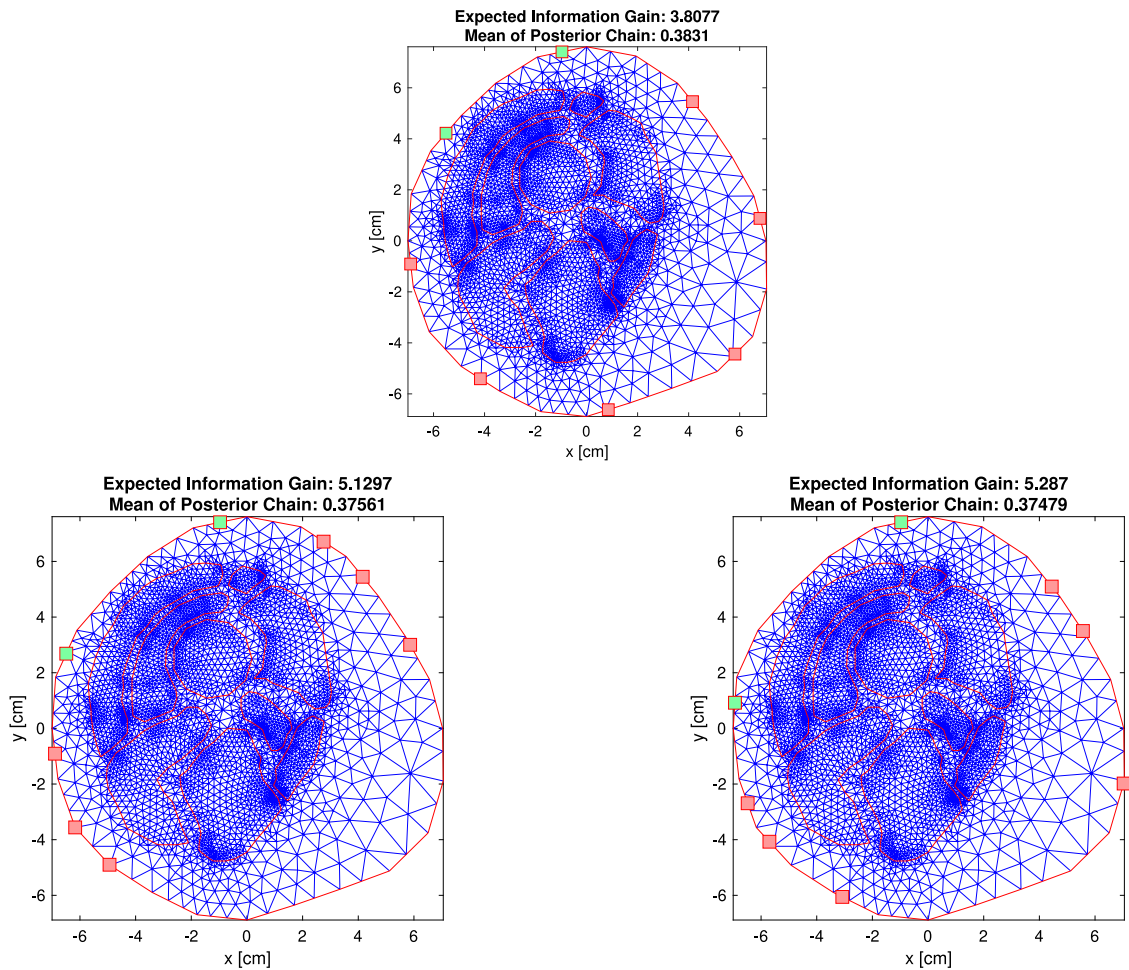 Expected Information Gain: 3.8077
Mean of Posterior Chain: 0.3831
6
4
2
0
-2
-4
-6
y [cm]
-6 -4 -2 0 2 4 6
x [cm]
Expected Information Gain: 5.1297
Mean of Posterior Chain: 0.37561
6
4
2
0
-2
-4
-6
y [cm]
-6 -4 -2 0 2 4 6
x [cm]
Expected Information Gain: 5.287
Mean of Posterior Chain: 0.37479
6
4
2
0
-2
-4
-6
y [cm]
-6 -4 -2 0 2 4 6
x [cm]